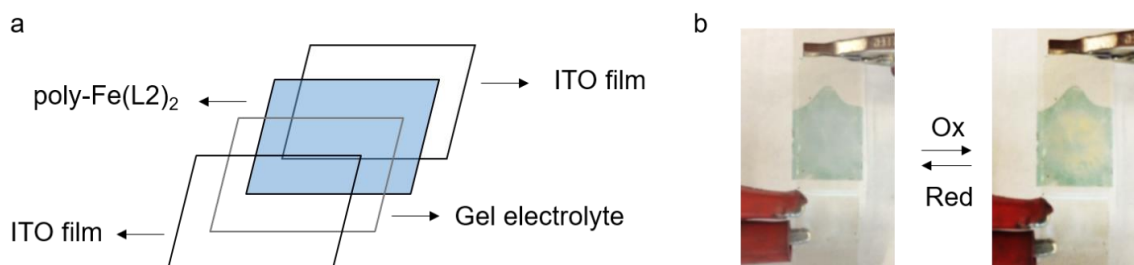 a
poly-Fe(L2)₂
ITO film
ITO film
Gel electrolyte
b
Ox
Red